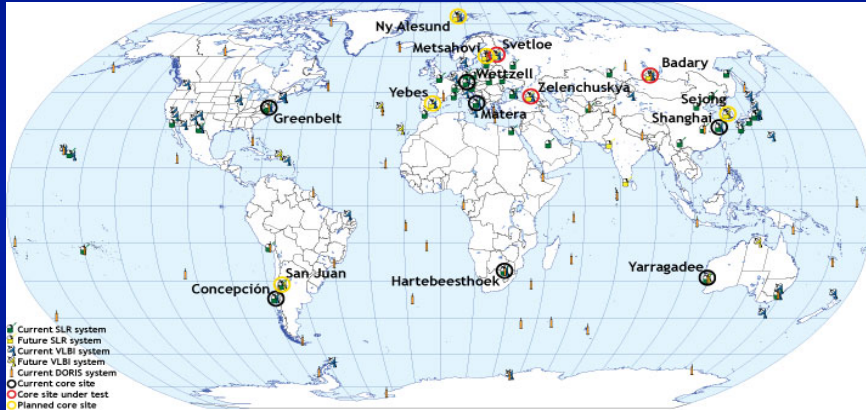 Ny Alesund
Metsahovi
Svetloe
Wettzell
Badary
Yebes
Zelenchuskya
Sejong
Greenbelt
Matera
Shanghai
San Juan
Concepción
Hartebeesthoek
Yarragadee
Current SLR system
Future SLR system
Current VLBI system
Future VLBI system
Current DORIS system
Current core site
Core site under test
Planned core site